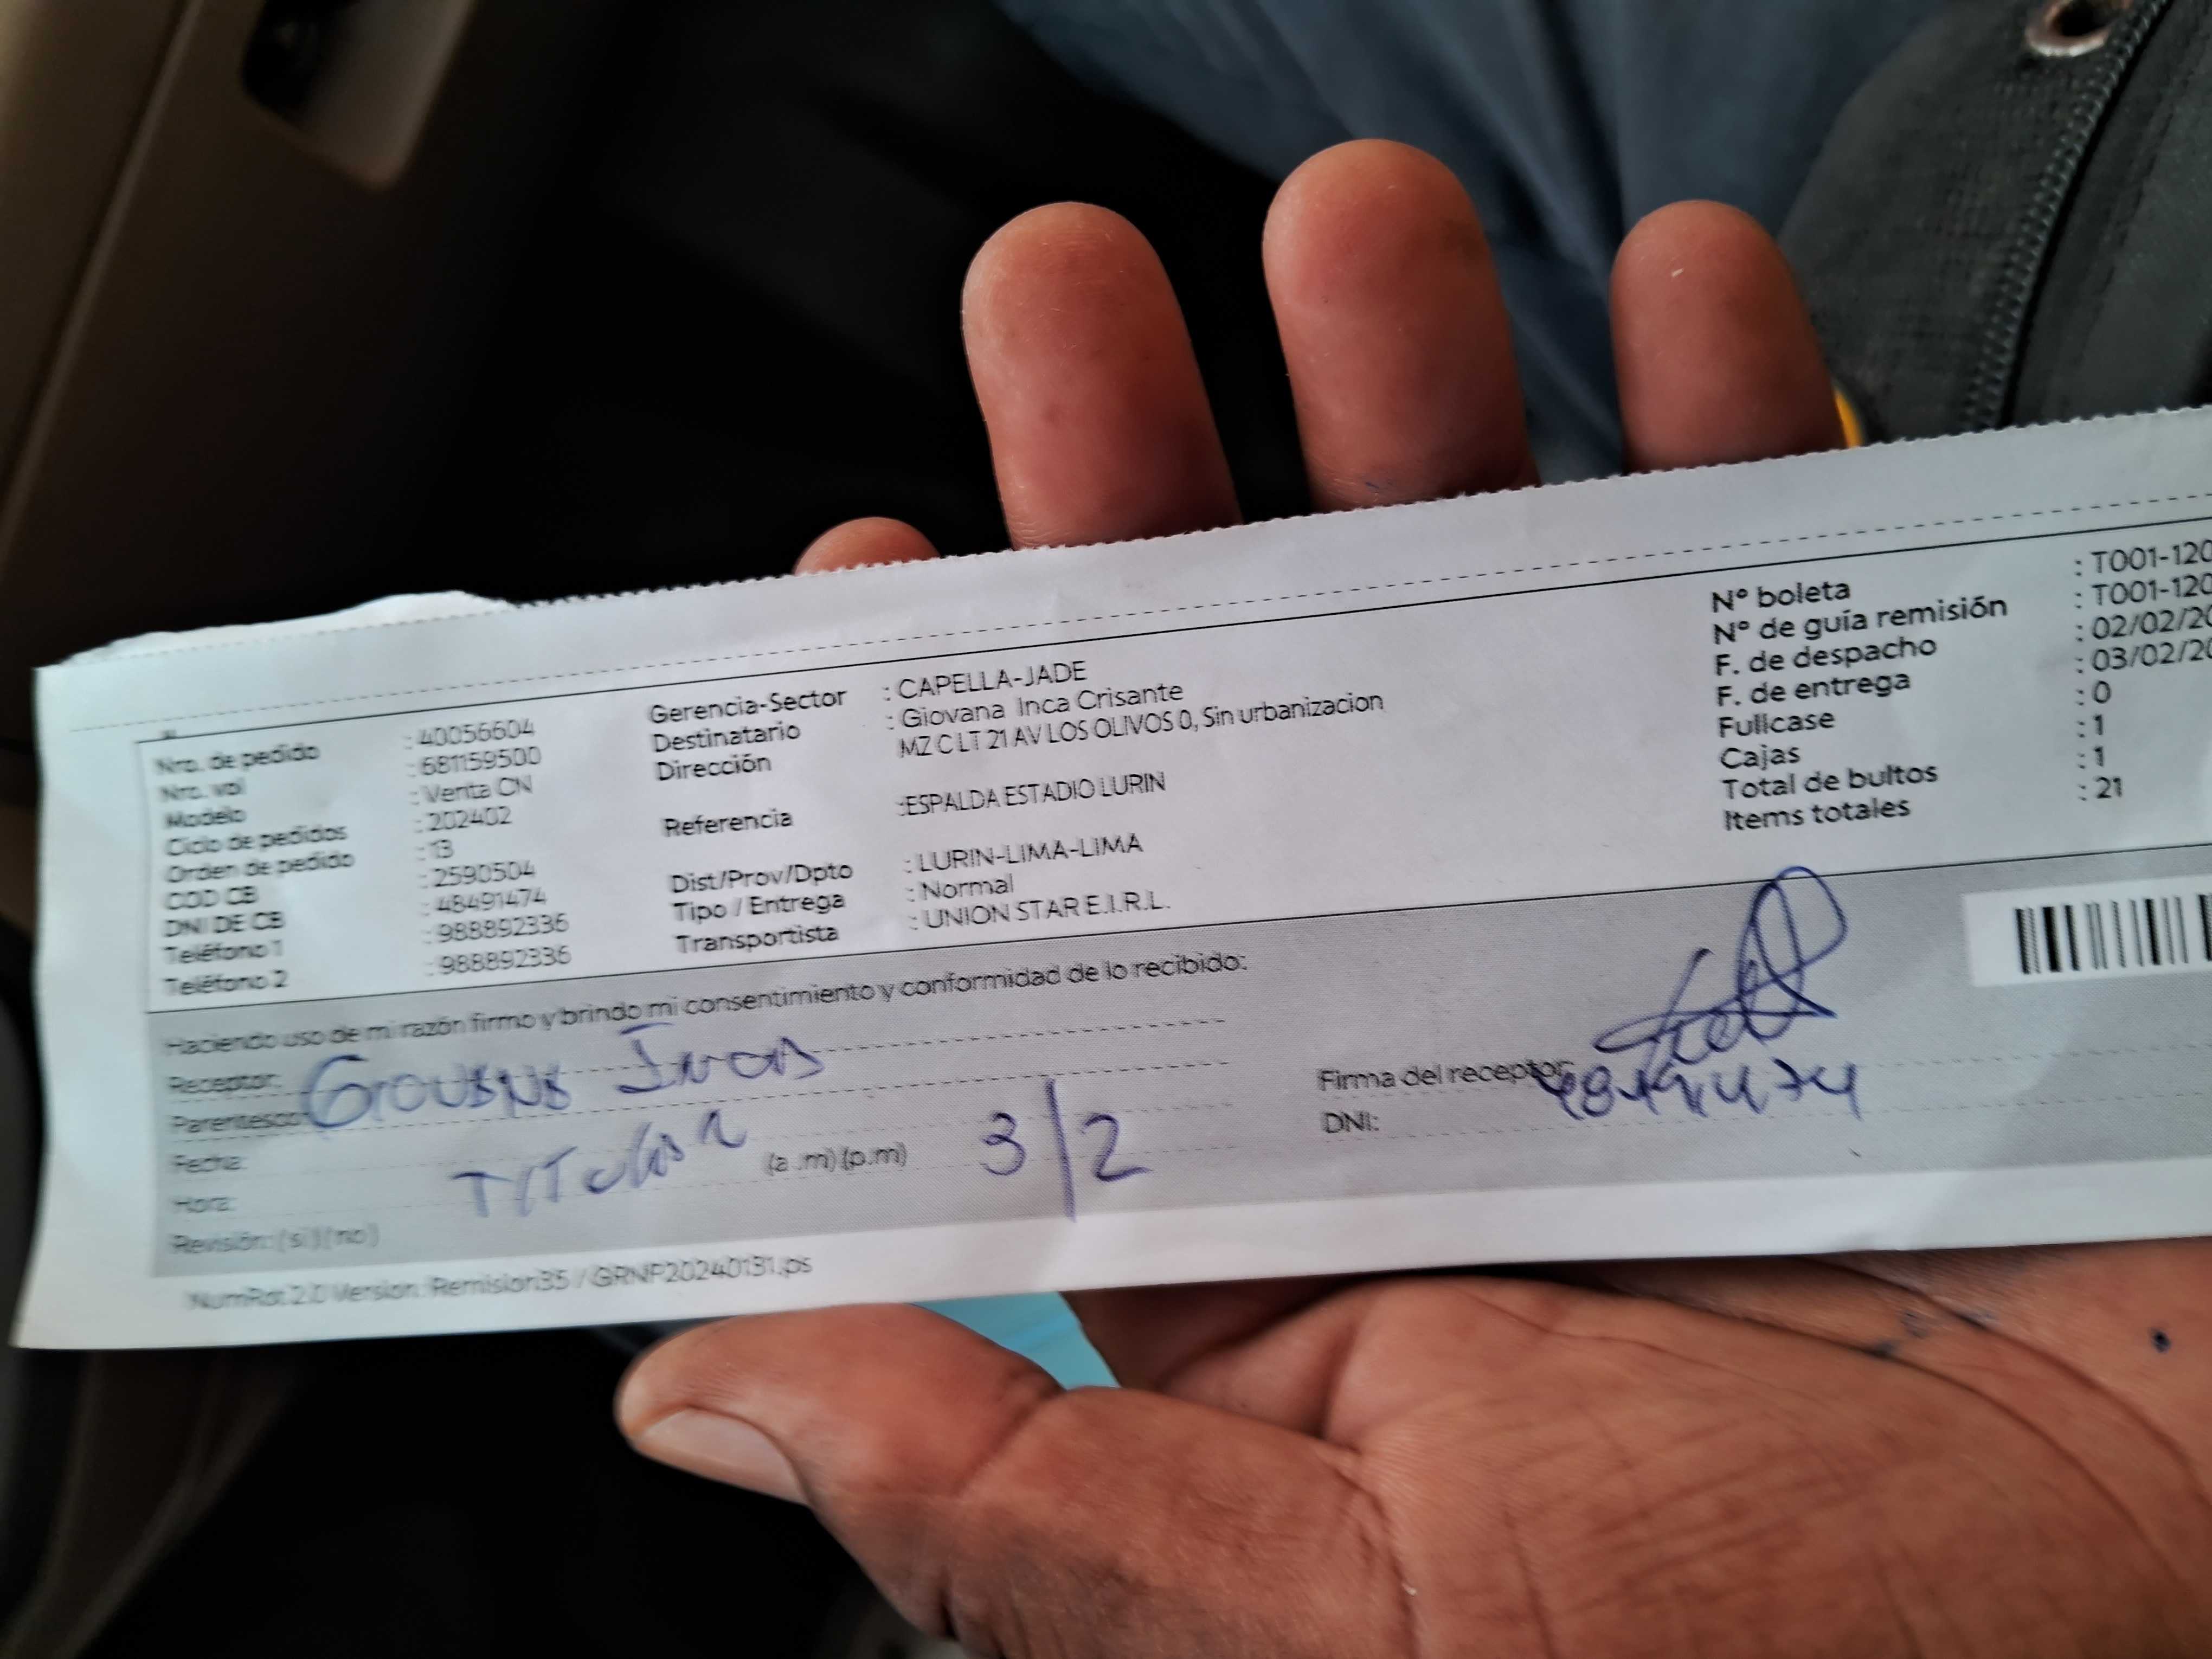 Nro. de pedido : 40056604
Nro. vol : 681159500
Modelo : Venta CN
Ciclo de pedidos : 202402
Orden de pedido : 13
COD CB : 2590504
DNI DE CB : 48491474
Teléfono 1 : 988892336
Teléfono 2 : 988892336
Gerencia-Sector : CAPELLA-JADE
Destinatario : Giovana Inca Crisante
Dirección MZ C LT 21 AV LOS OLIVOS 0, Sin urbanizacion
Referencia :ESPALDA ESTADIO LURIN
Dist/Prov/Dpto : LURIN-LIMA-LIMA
Tipo / Entrega : Normal
Transportista : UNION STAR E.I.R.L.
N° boleta : T001-120
N° de guía remisión : T001-120
F. de despacho : 02/02/20
F. de entrega : 03/02/20
Fullcase : 0
Cajas : 1
Total de bultos : 1
Items totales : 21
Haciendo uso de mi razón firmo y brindo mi consentimiento y conformidad de lo recibido:
Receptor:
Parentesco:
Fecha:
Hora: (a .m) (p.m) 3/2
Revisión: (si) (no)
Firma del receptor:
DNI:
NumRot 2.0 Version: Remision35 / GRNP20240131.ps